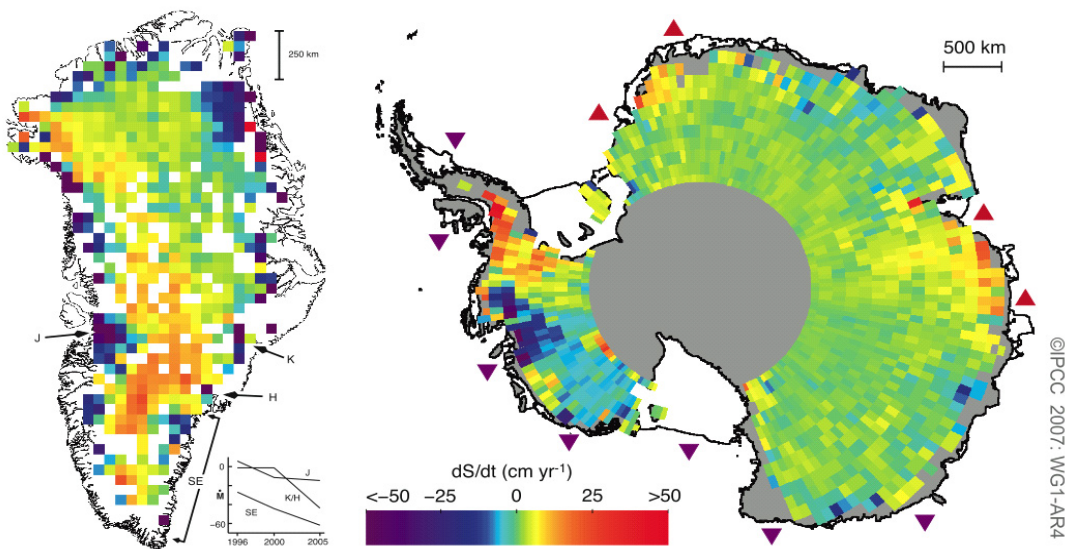 250 km
500 km
J
K
H
SE
0
M
−60
J
K/H
SE
1996 2000 2005
dS/dt (cm yr⁻¹)
<−50 −25 0 25 >50
©IPCC 2007: WG1-AR4